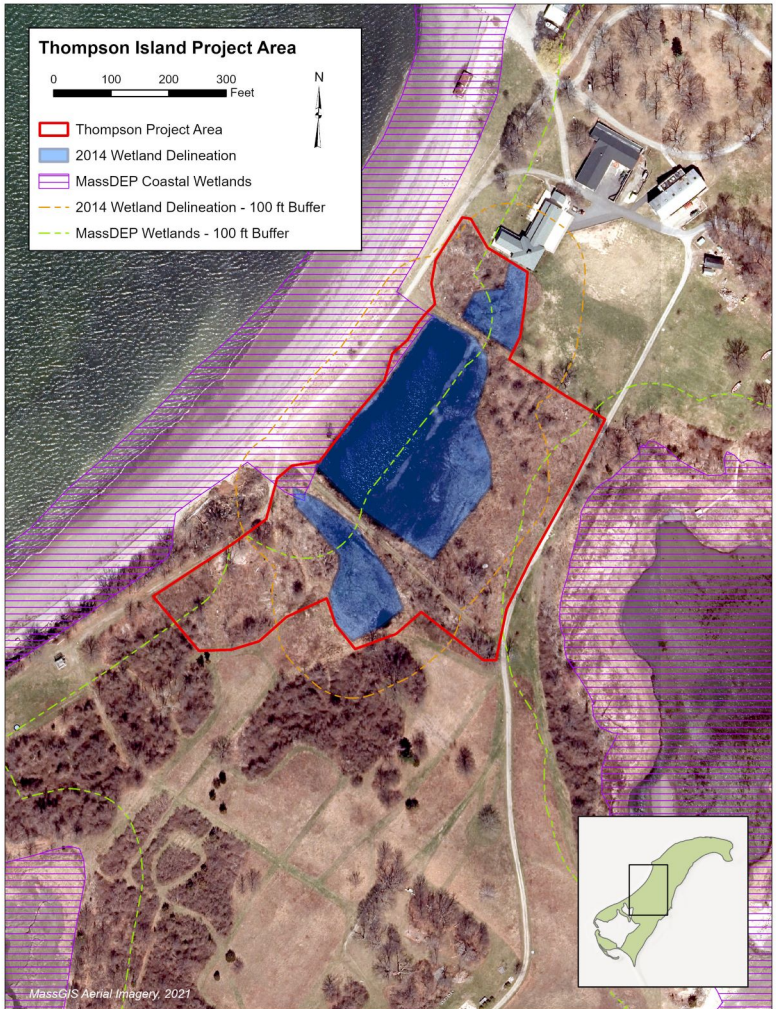 Thompson Island Project Area
0 100 200 300
Feet
N
Thompson Project Area
2014 Wetland Delineation
MassDEP Coastal Wetlands
2014 Wetland Delineation - 100 ft Buffer
MassDEP Wetlands - 100 ft Buffer
MassGIS Aerial Imagery, 2021